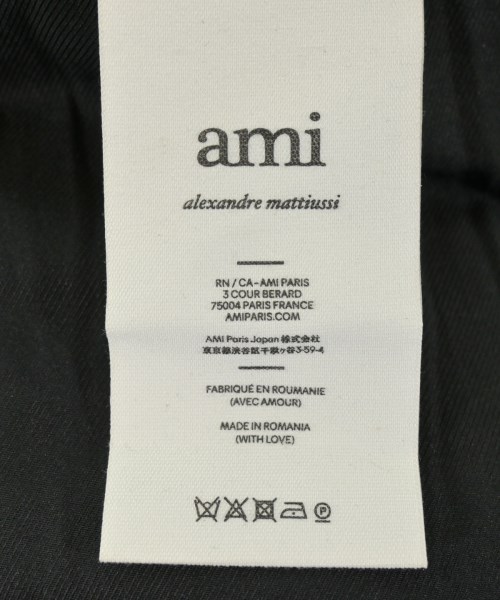 ami
alexandre mattiussi
RN / CA - AMI PARIS
3 COUR BERARD
75004 PARIS FRANCE
AMIPARIS.COM
AMI Paris Japan 株式会社
東京都渋谷区千駄ヶ谷3-59-4
FABRIQUÉ EN ROUMANIE
(AVEC AMOUR)
MADE IN ROMANIA
(WITH LOVE)
P